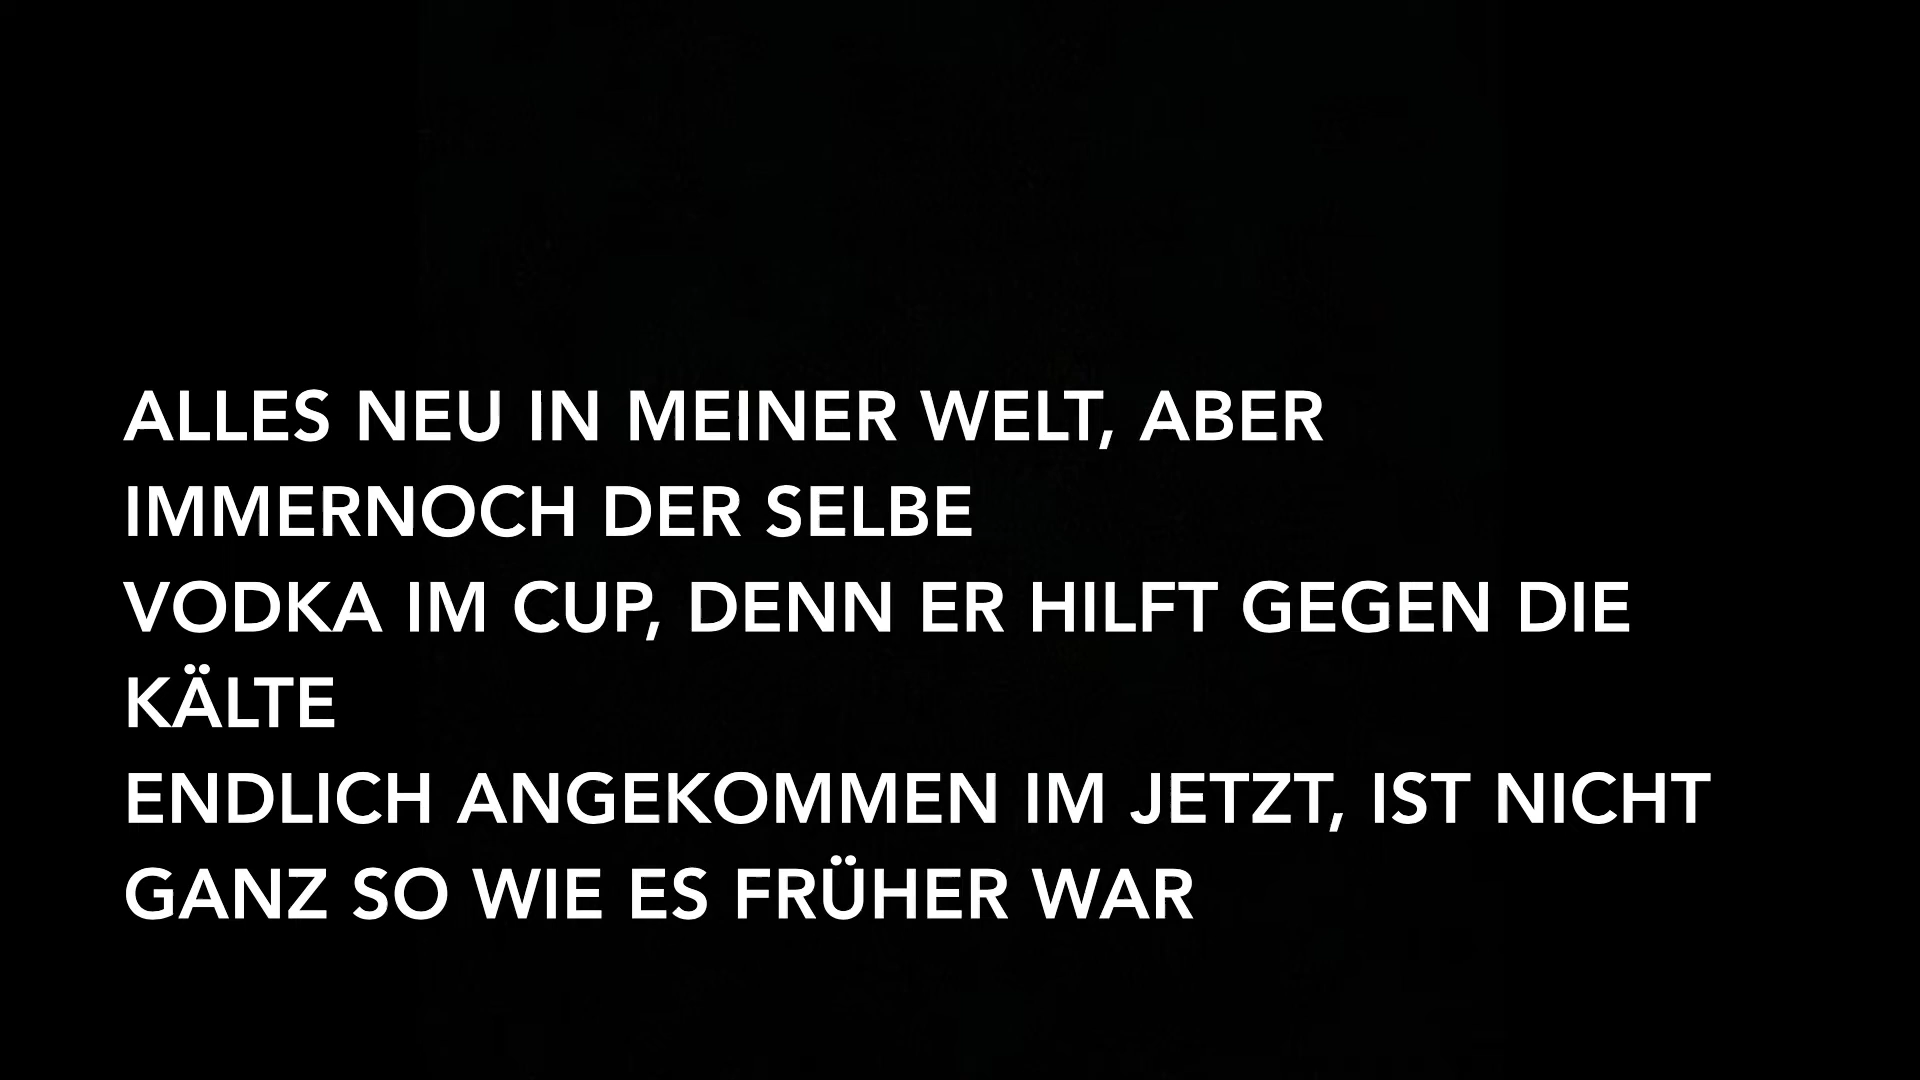 ALLES NEU IN MEINER WELT, ABER
IMMERNOCH DER SELBE
VODKA IM CUP, DENN ER HILFT GEGEN DIE
KÄLTE
ENDLICH ANGEKOMMEN IM JETZT, IST NICHT
GANZ SO WIE ES FRÜHER WAR